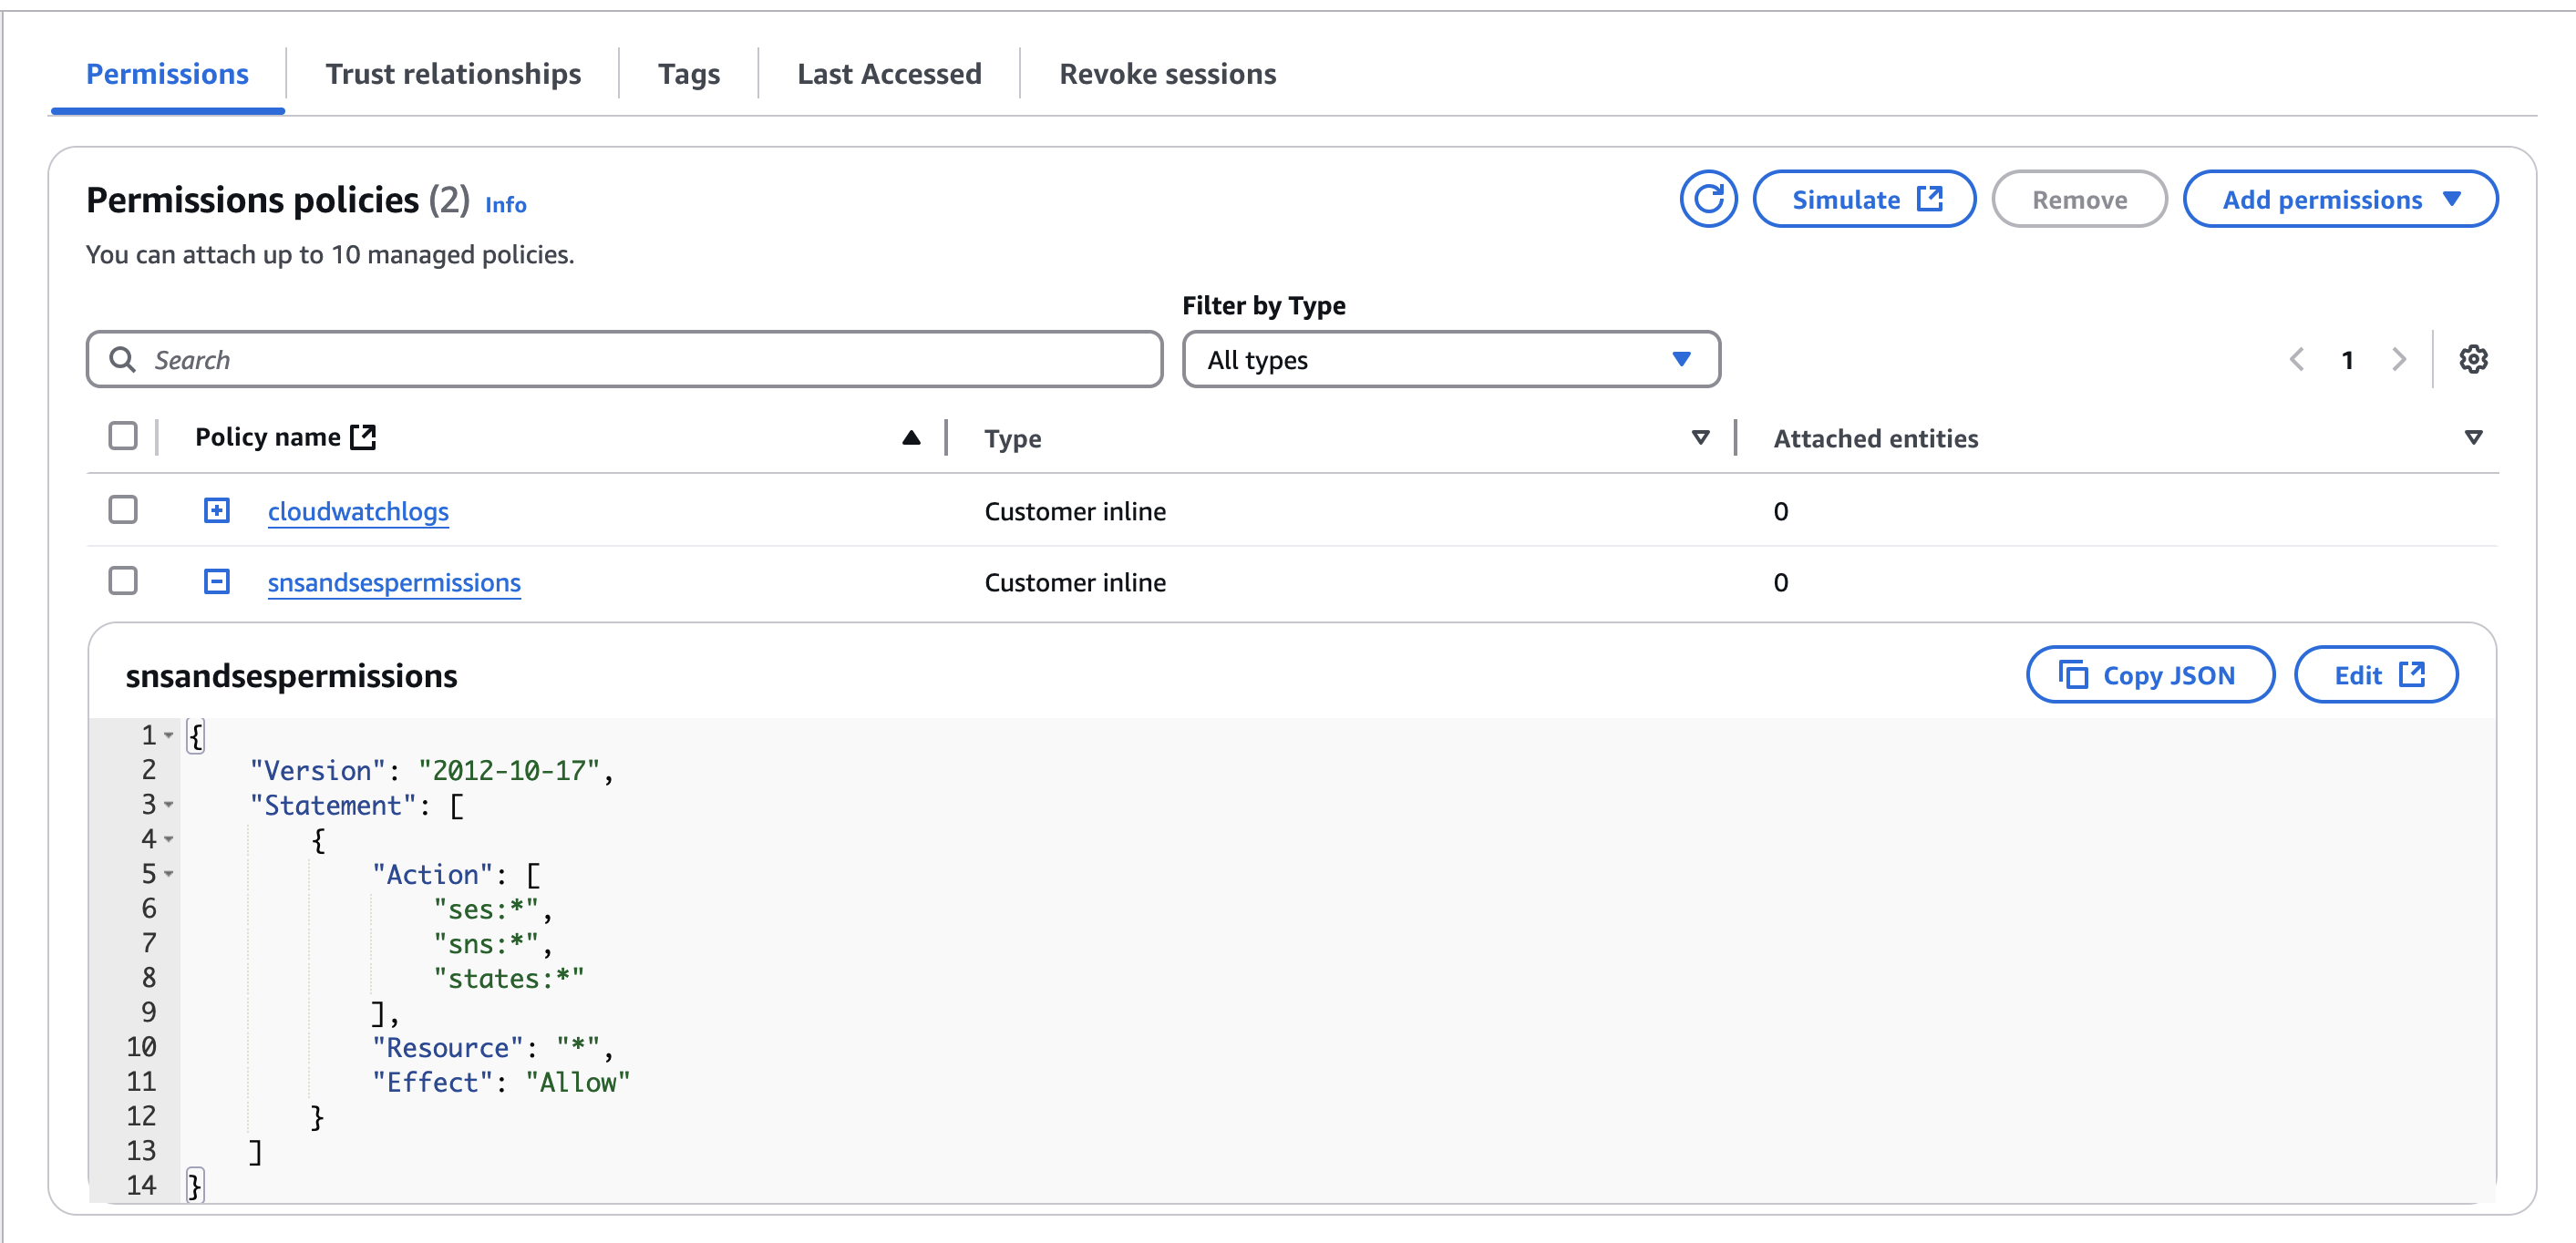 Permissions
Trust relationships
Tags
Last Accessed
Revoke sessions
Permissions policies (2) Info
Simulate
Remove
Add permissions
You can attach up to 10 managed policies.
Filter by Type
Search
All types
1
Policy name
Type
Attached entities
cloudwatchlogs
Customer inline
0
snsandsespermissions
Customer inline
0
snsandsespermissions
Copy JSON
Edit
1 {
2 "Version": "2012-10-17",
3 "Statement": [
4 {
5 "Action": [
6 "ses:*",
7 "sns:*",
8 "states:*"
9 ],
10 "Resource": "*",
11 "Effect": "Allow"
12 }
13 ]
14 }